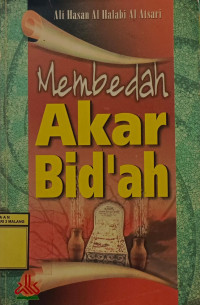 Ali Hasan Al Halabi Al Atsari
Membedah
Akar
Bid'ah